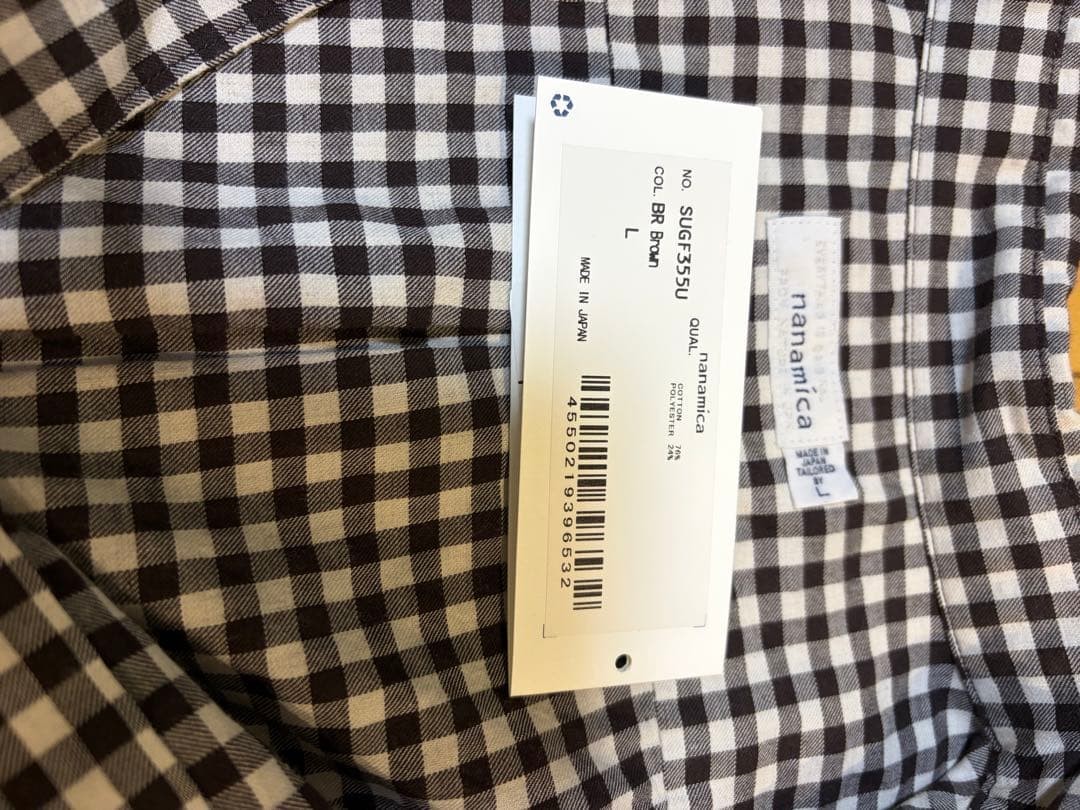 NO. SUGF355U
COL. BR Brown
L
nanamica
QUAL. COTTON 76%
POLYESTER 24%
MADE IN JAPAN
4550219396532
nanamica
MADE IN
JAPAN
TAILORED
BY
L